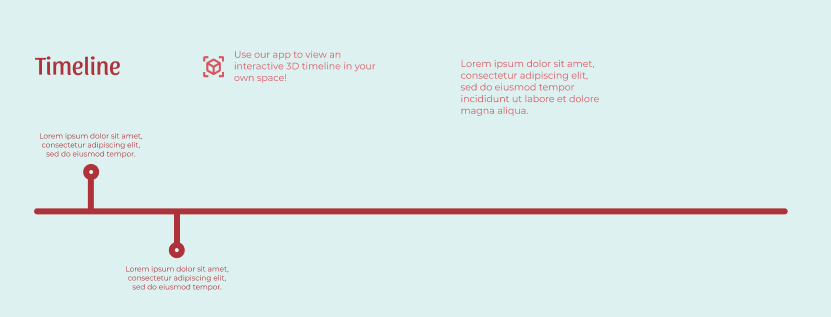 Timeline
Use our app to view an
interactive 3D timeline in your
own space!
Lorem ipsum dolor sit amet,
consectetur adipiscing elit,
sed do eiusmod tempor
incididunt ut labore et dolore
magna aliqua.
Lorem ipsum dolor sit amet,
consectetur adipiscing elit,
sed do eiusmod tempor.
Lorem ipsum dolor sit amet,
consectetur adipiscing elit,
sed do eiusmod tempor.